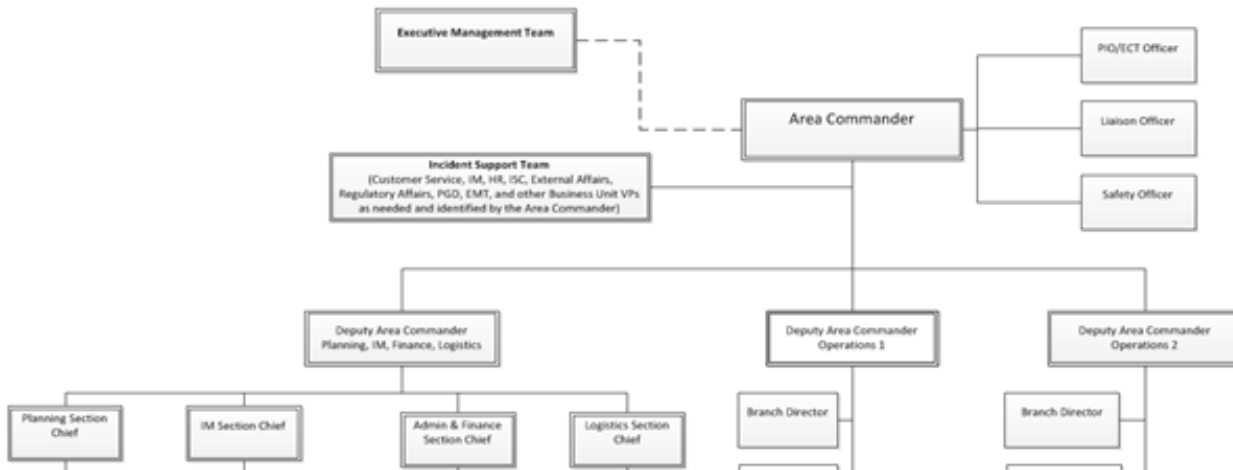 Executive Management Team
PIO/ECT Officer
Area Commander
Liaison Officer
Incident Support Team
(Customer Service, IM, HR, ISC, External Affairs,
Regulatory Affairs, PGD, EMT, and other Business Unit VPs
as needed and identified by the Area Commander)
Safety Officer
Deputy Area Commander
Planning, IM, Finance, Logistics
Deputy Area Commander
Operations 1
Deputy Area Commander
Operations 2
Planning Section
Chief
IM Section Chief
Admin & Finance
Section Chief
Logistics Section
Chief
Branch Director
Branch Director